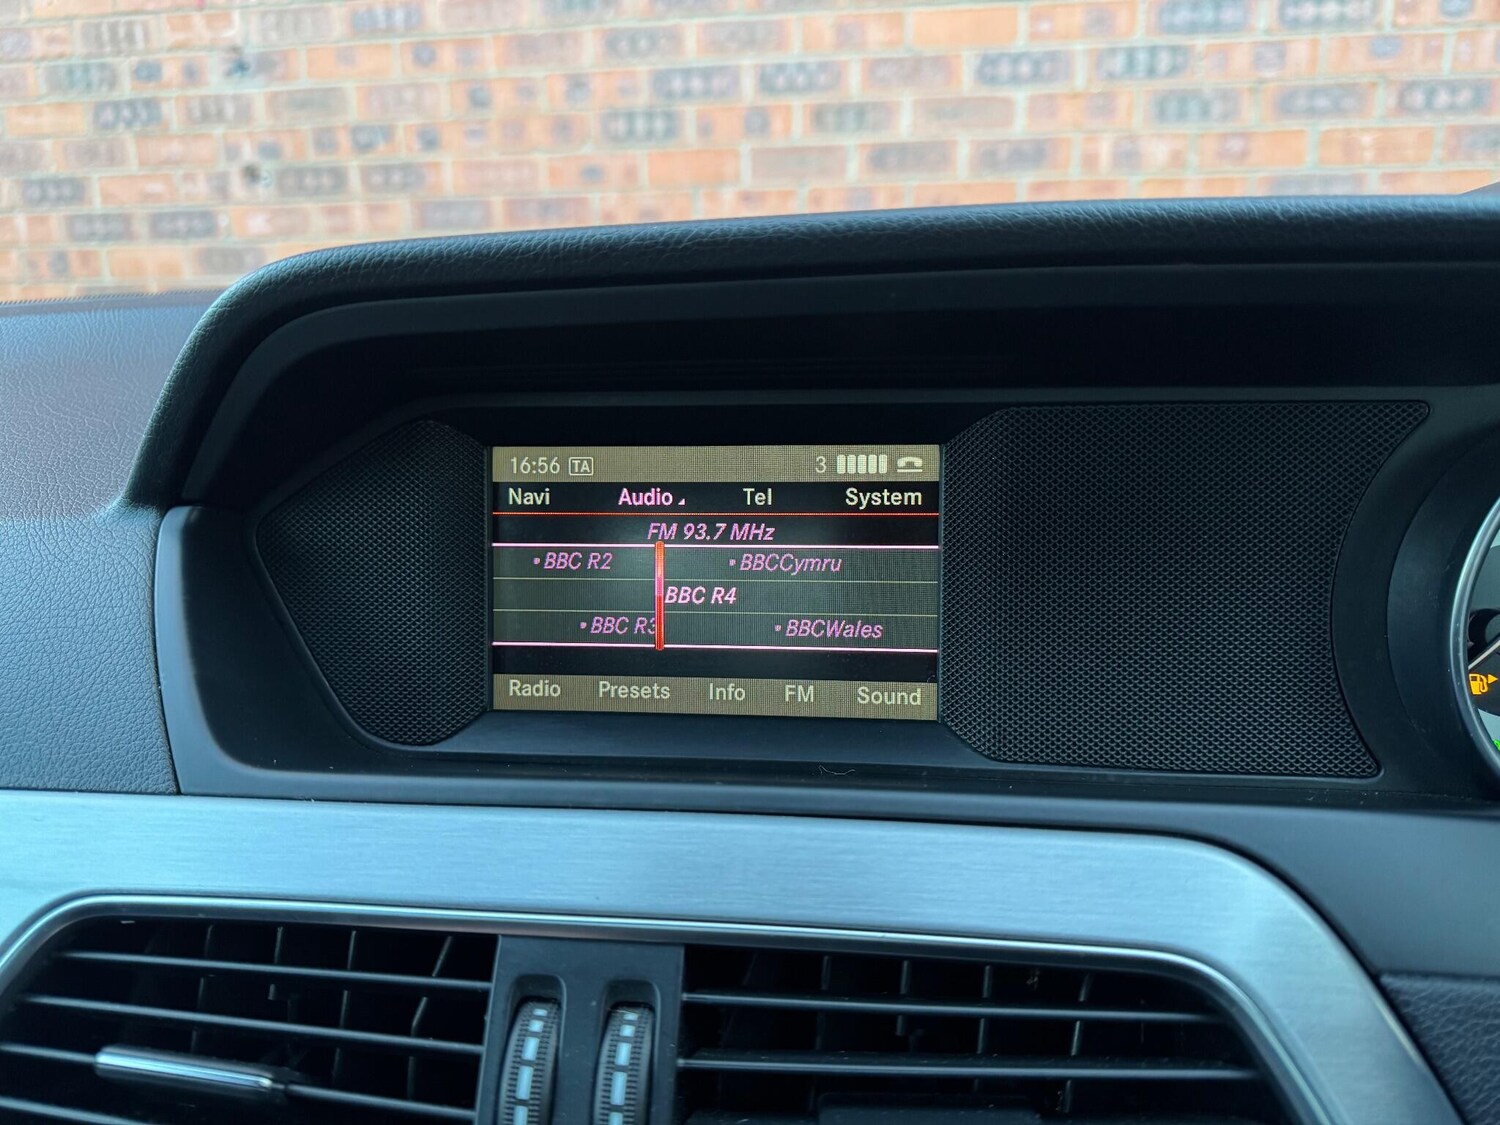 16:56 TA 3
Navi Audio Tel System
FM 93.7 MHz
• BBC R2 • BBCCymru
BBC R4
• BBC R3 • BBCWales
Radio Presets Info FM Sound